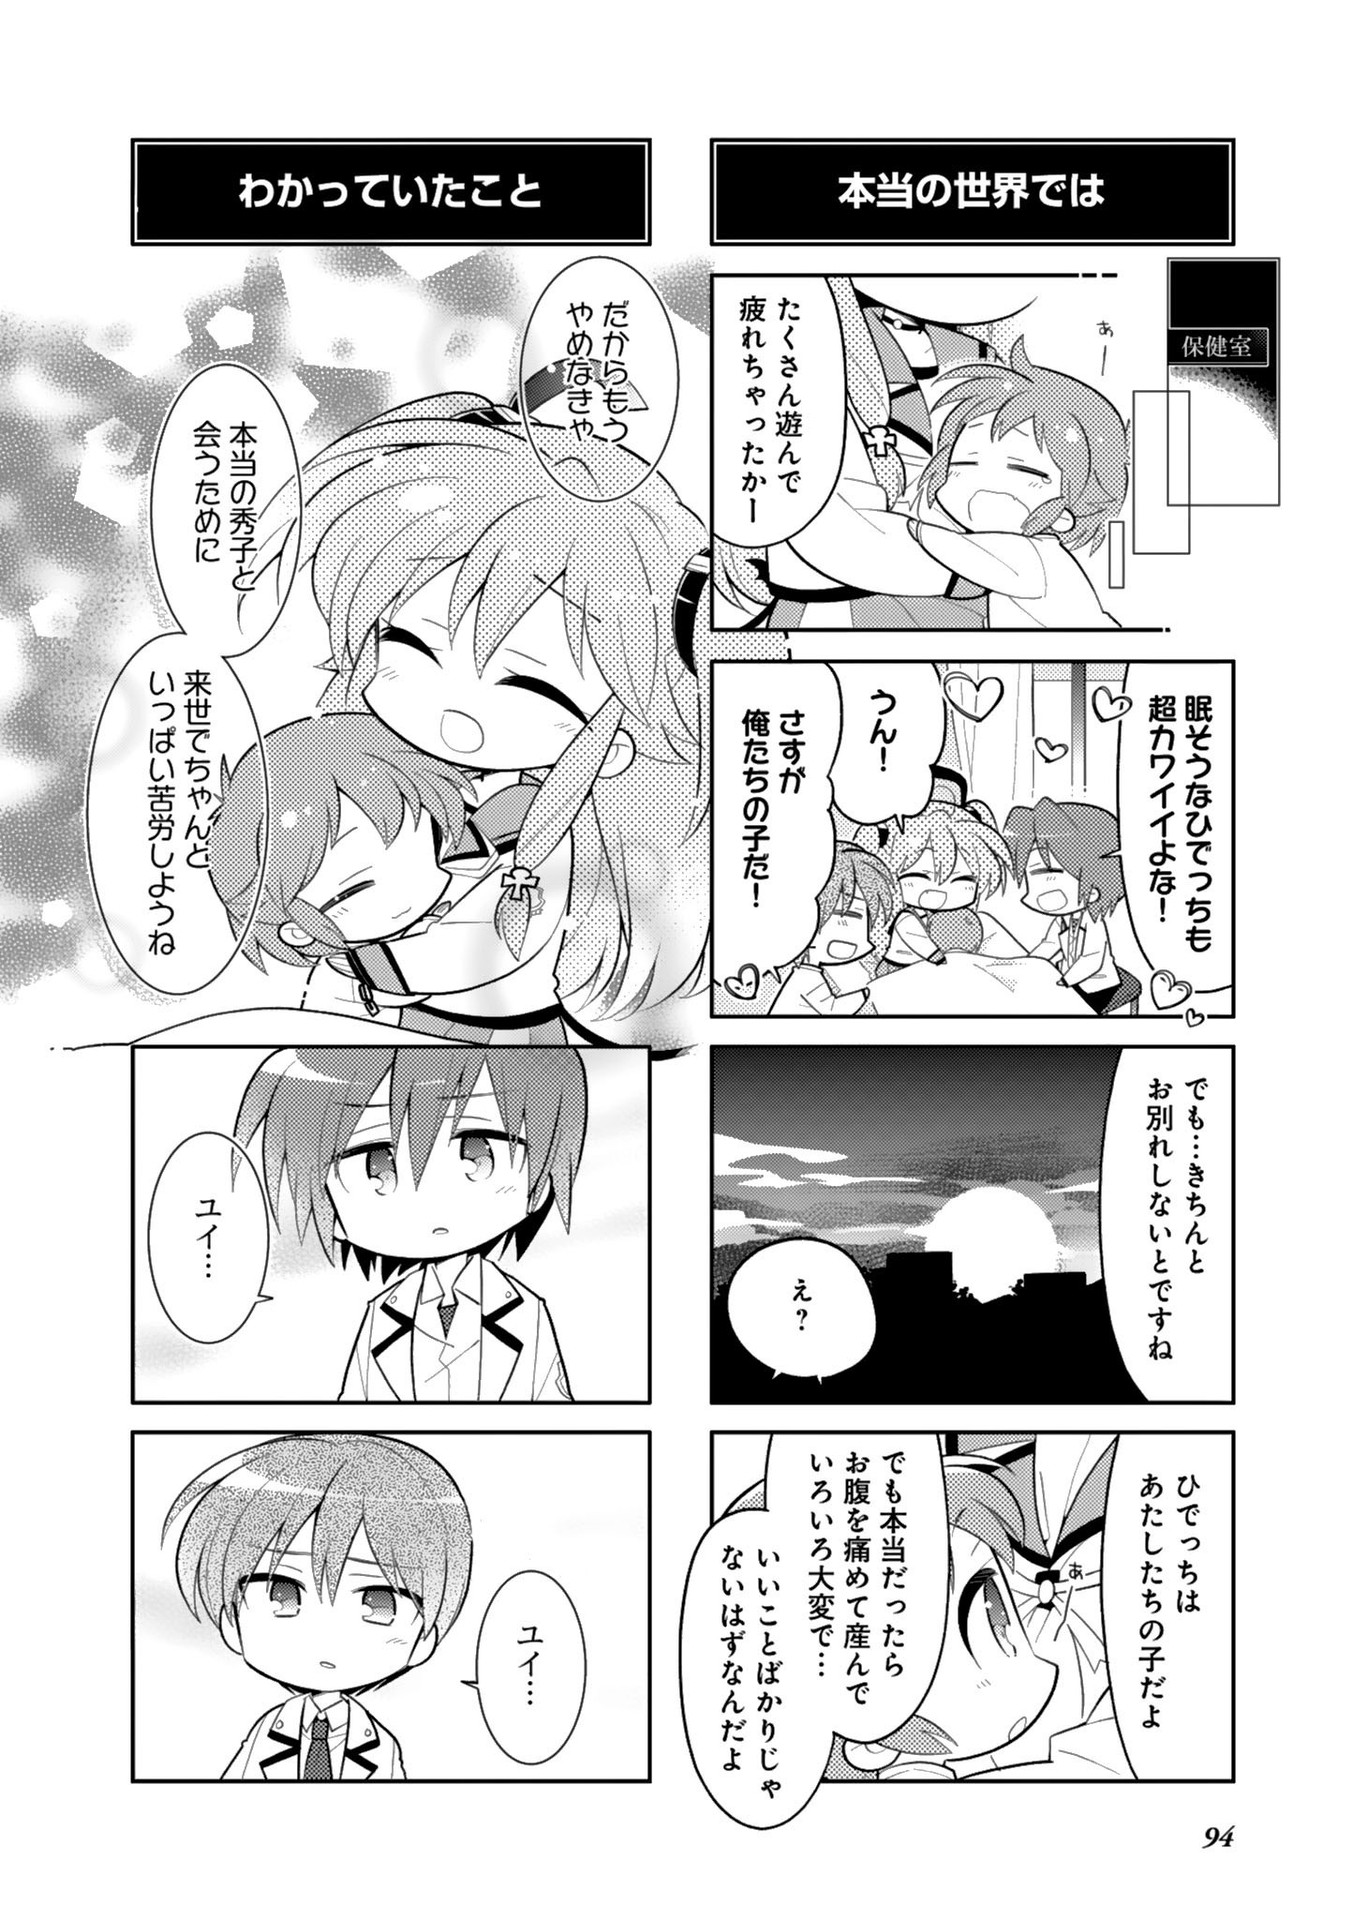 本当の世界では
保健室
あー
たくさん遊んで
疲れちゃったかー
眠そうなひでっちも
超カワイイよな！
うん！
さすが
俺たちの子だ！
でも…きちんと
お別れしないとですね
え？
ひでっちは
あたしたちの子だよ
あー
でも本当だったら
お腹を痛めて産んで
いろいろ大変で…
いいことばかりじゃ
ないはずなんだよ
わかっていたこと
だからもう
やめなきゃ
本当の秀子と
会うために
来世でちゃんと
いっぱい苦労しようね
ユイ…
ユイ…
94